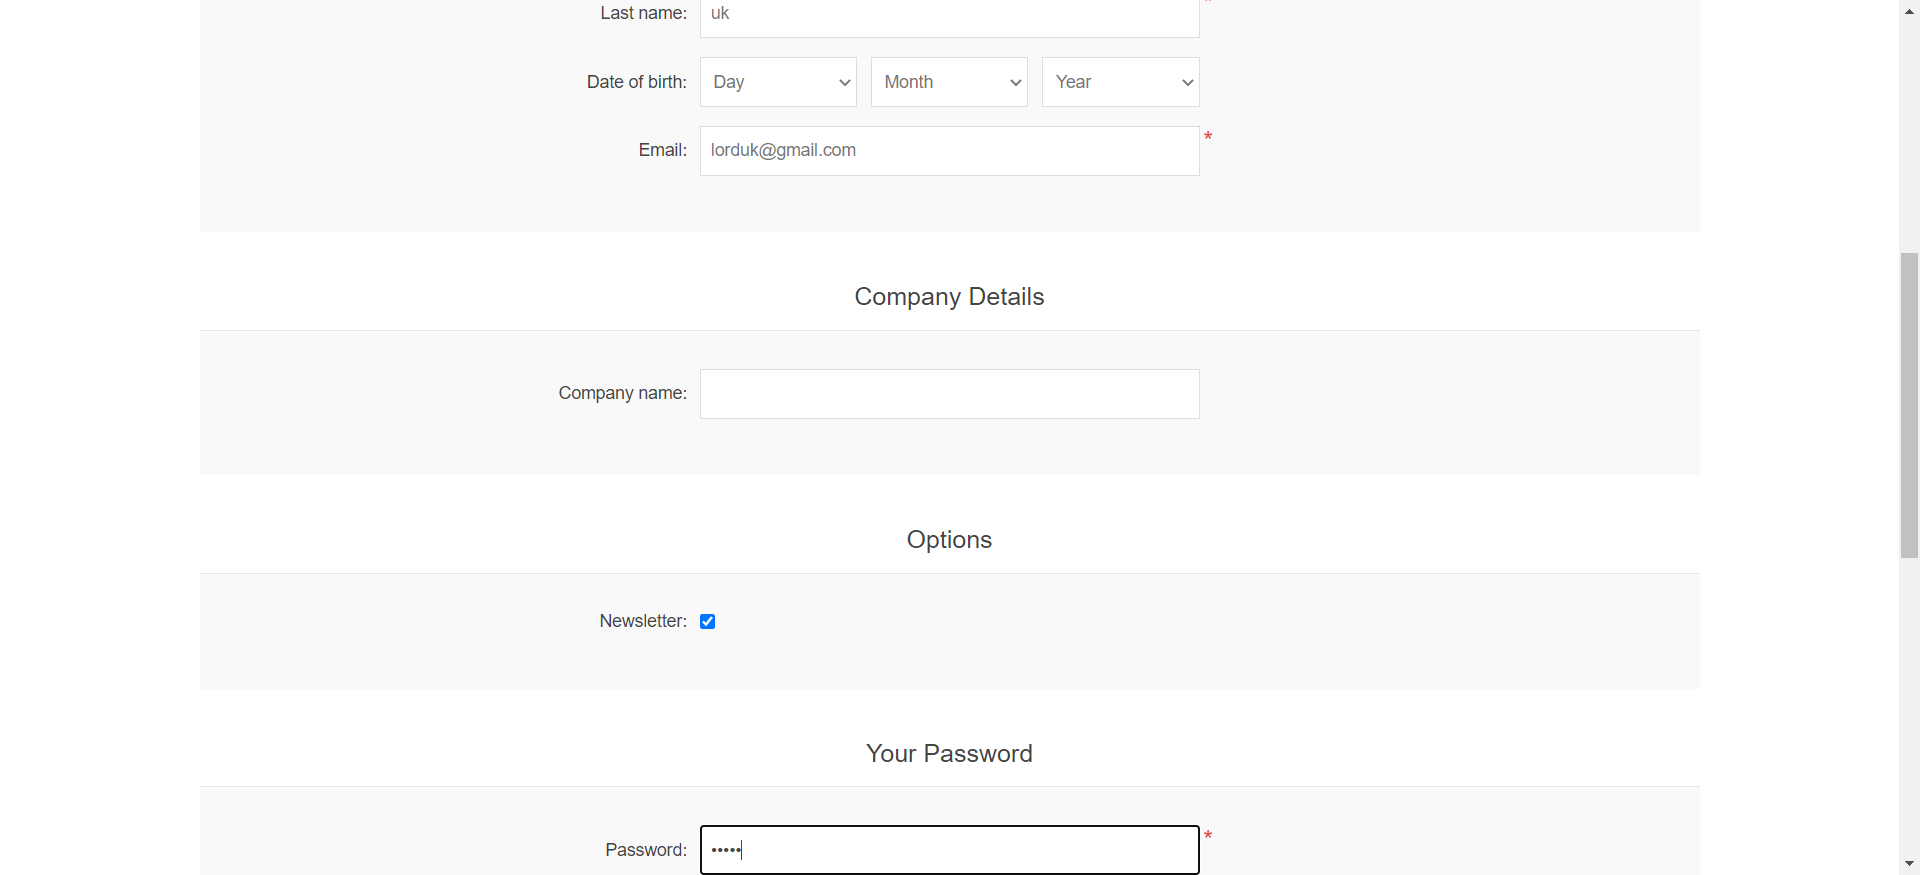 Last name: uk *
Date of birth: Day Month Year
Email: lorduk@gmail.com *
Company Details
Company name:
Options
Newsletter:
Your Password
Password: ••••• *